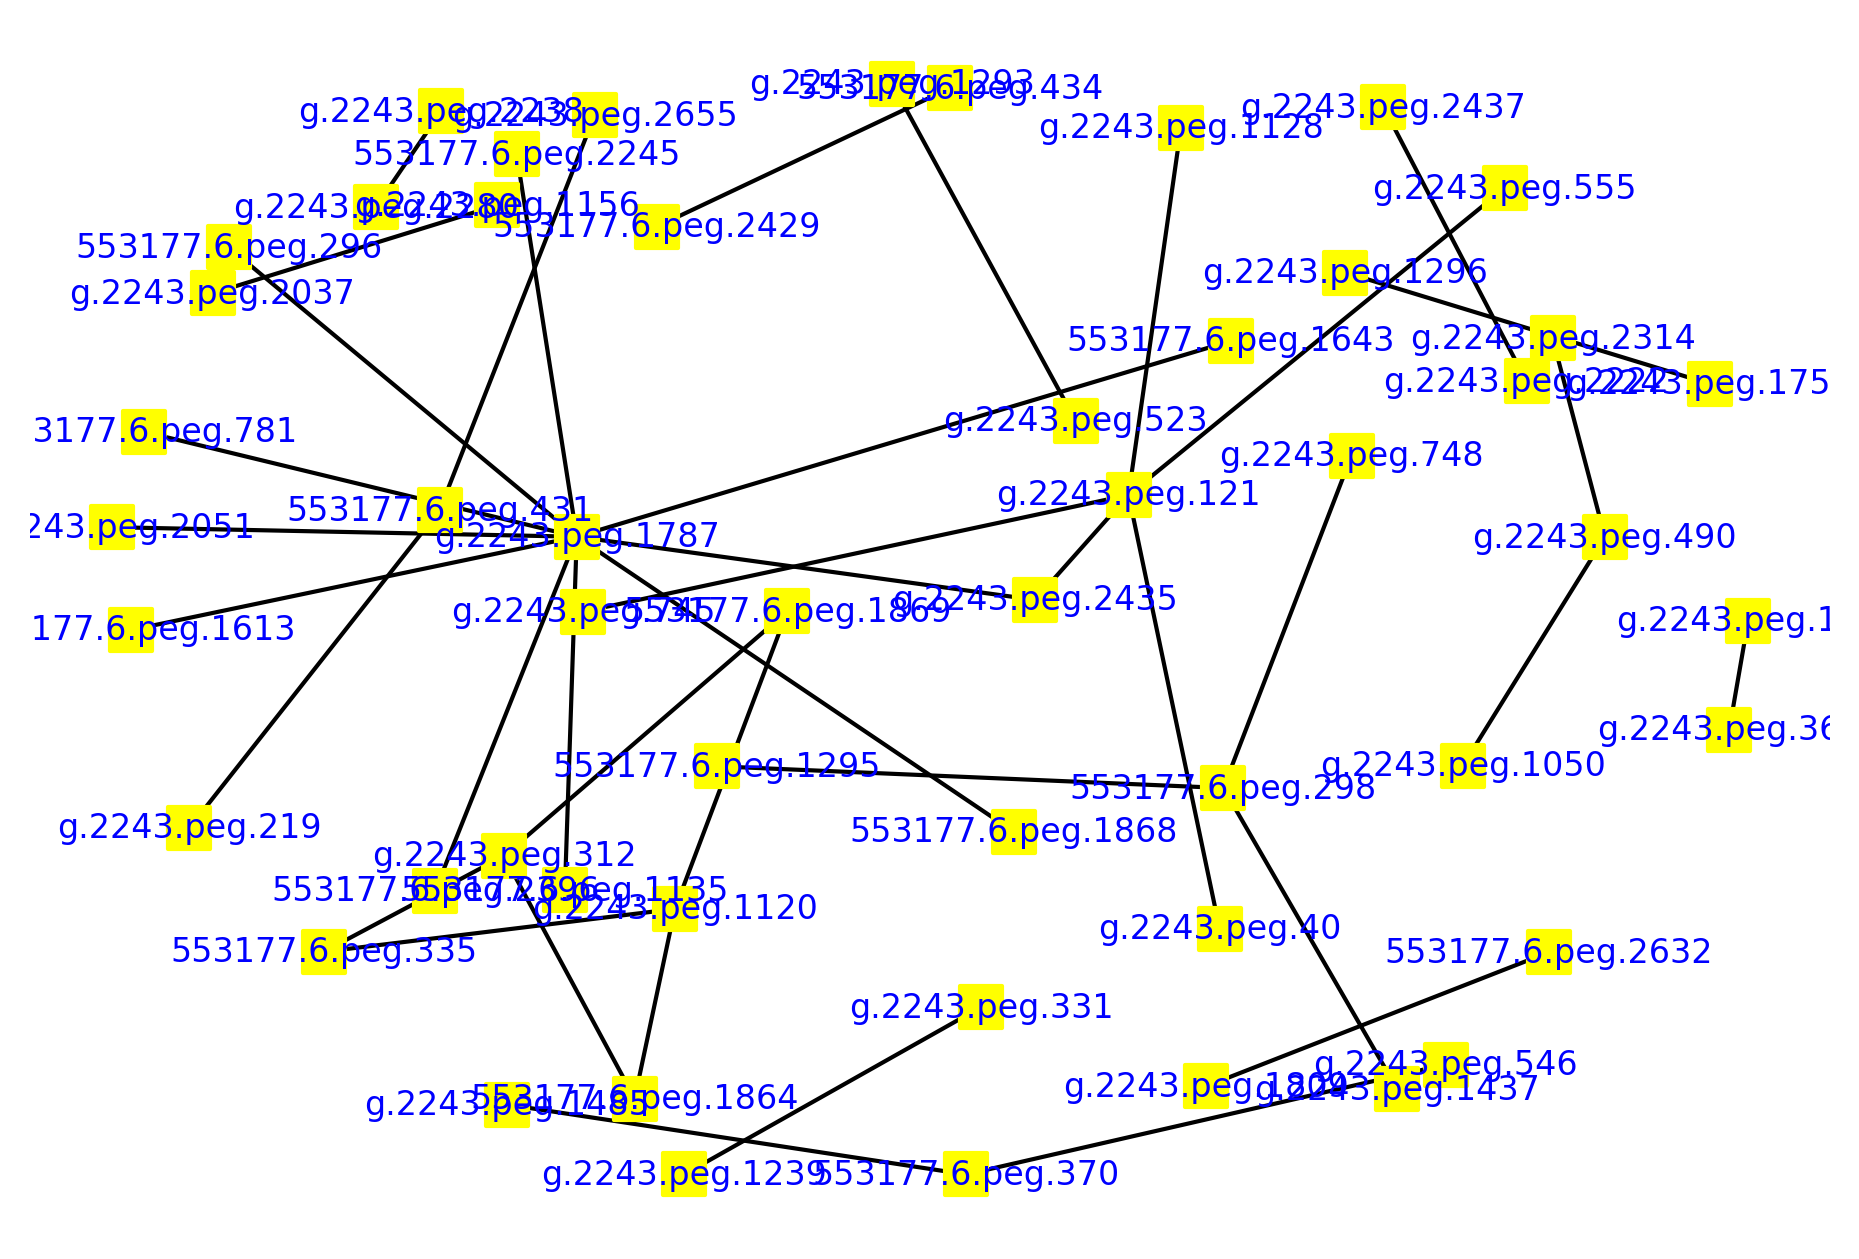 g.2243.peg.1293
553177.6.peg.434
g.2243.peg.2238
g.2243.peg.2655
g.2243.peg.2437
g.2243.peg.1128
553177.6.peg.2245
g.2243.peg.555
g.2243.peg.2280
g.2243.peg.1156
553177.6.peg.2429
553177.6.peg.296
g.2243.peg.1296
g.2243.peg.2037
553177.6.peg.1643
g.2243.peg.2314
g.2243.peg.2222
g.2243.peg.175
g.2243.peg.523
3177.6.peg.781
g.2243.peg.748
g.2243.peg.121
553177.6.peg.431
243.peg.2051
g.2243.peg.1787
g.2243.peg.490
g.2243.peg.2435
553177.6.peg.1869
177.6.peg.1613
g.2243.peg.1
g.2243.peg.36
553177.6.peg.1295
g.2243.peg.1050
553177.6.peg.298
g.2243.peg.219
553177.6.peg.1868
g.2243.peg.312
553177.6.peg.1135
g.2243.peg.1120
g.2243.peg.40
553177.6.peg.335
553177.6.peg.2632
g.2243.peg.331
g.2243.peg.546
g.2243.peg.1809
g.2243.peg.1437
g.2243.peg.1485
553177.6.peg.1864
g.2243.peg.1239
553177.6.peg.370